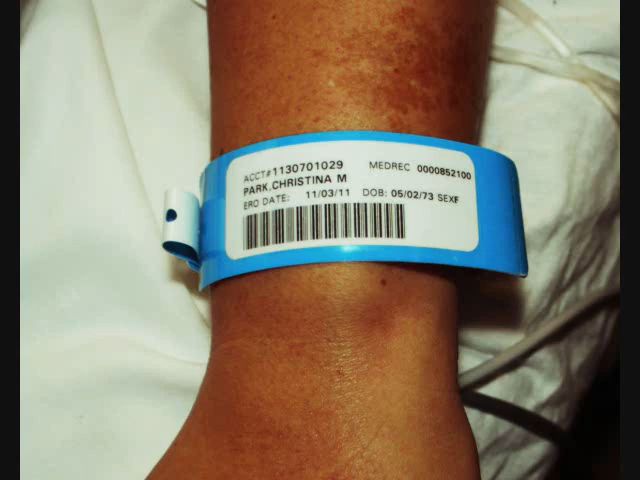 ACCT#1130701029 MEDREC 0000852100
PARK,CHRISTINA M
ERO DATE: 11/03/11 DOB: 05/02/73 SEXF